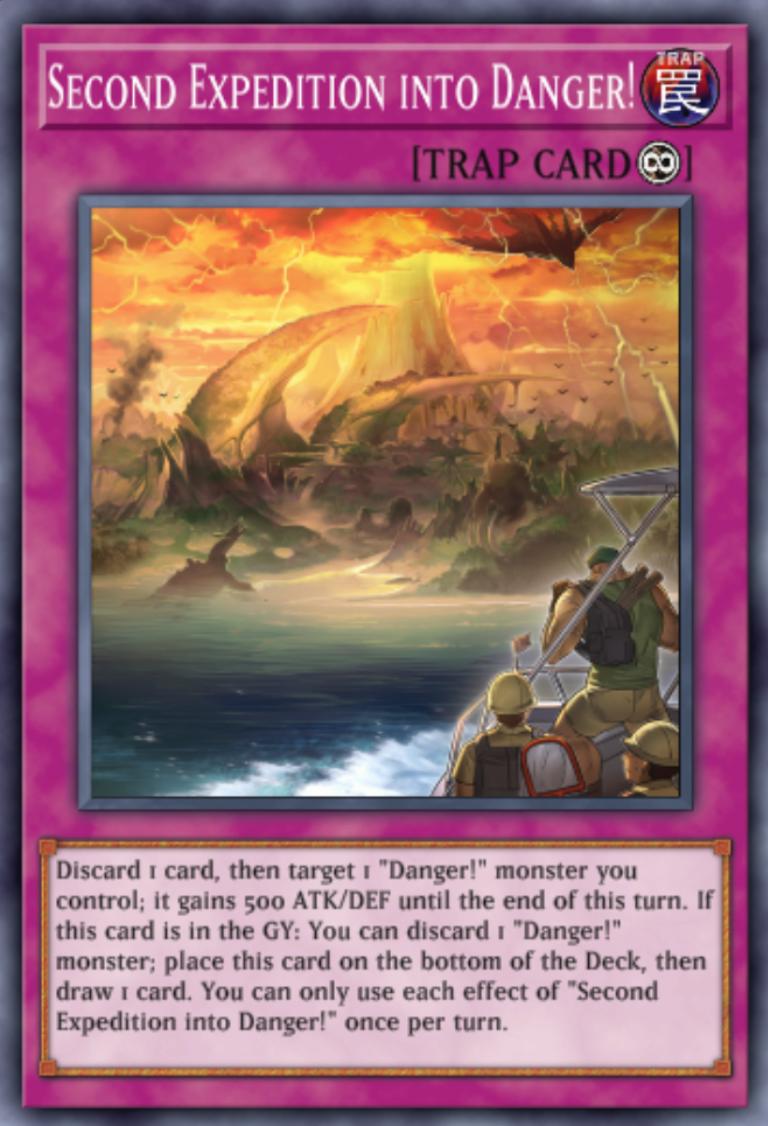 Second Expedition into Danger!
TRAP
罠
[TRAP CARD]
Discard 1 card, then target 1 "Danger!" monster you
control; it gains 500 ATK/DEF until the end of this turn. If
this card is in the GY: You can discard 1 "Danger!"
monster; place this card on the bottom of the Deck, then
draw 1 card. You can only use each effect of "Second
Expedition into Danger!" once per turn.